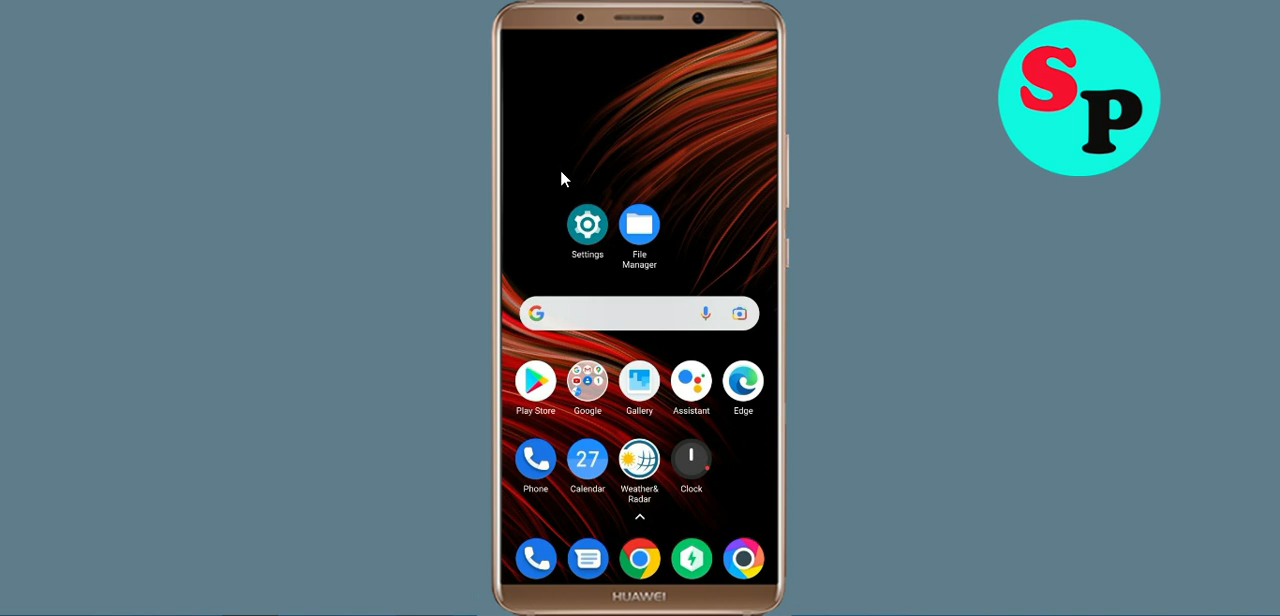 SP
Settings
File
Manager
G
Play Store
Google
Gallery
Assistant
Edge
27
Phone
Calendar
Weather&
Radar
Clock
HUAWEI